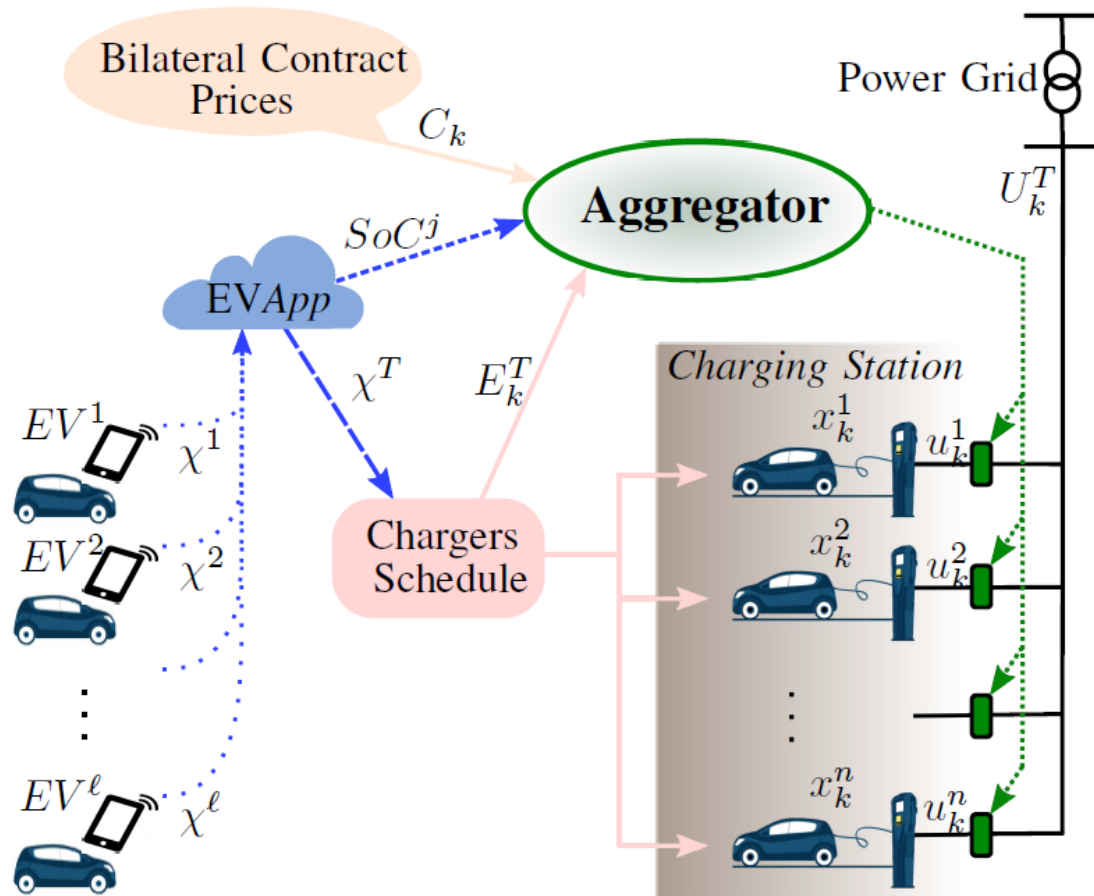 Bilateral Contract
Prices
Power Grid
C_k
U_k^T
Aggregator
SoC^j
EVApp
χ^T
E_k^T
Charging Station
EV^1
χ^1
x_k^1
u_k^1
Chargers
Schedule
EV^2
χ^2
x_k^2
u_k^2
EV^ℓ
χ^ℓ
x_k^n
u_k^n